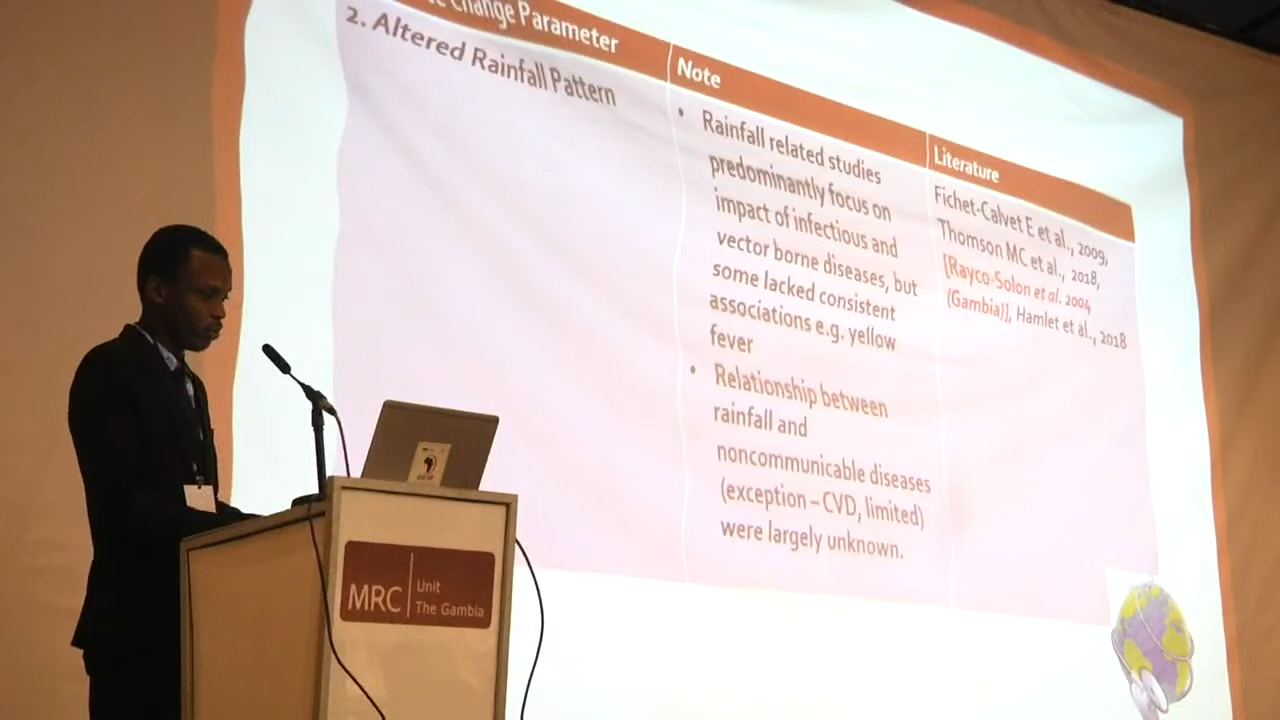 Change Parameter
Note
Literature
2. Altered Rainfall Pattern
• Rainfall related studies
predominantly focus on
impact of infectious and
vector borne diseases, but
some lacked consistent
associations e.g. yellow
fever
• Relationship between
rainfall and
noncommunicable diseases
(exception – CVD, limited)
were largely unknown.
Fichet-Calvet E et al., 2009,
Thomson MC et al., 2018,
[Rayco-Solon et al. 2004
(Gambia)], Hamlet et al., 2018
MRC
Unit
The Gambia